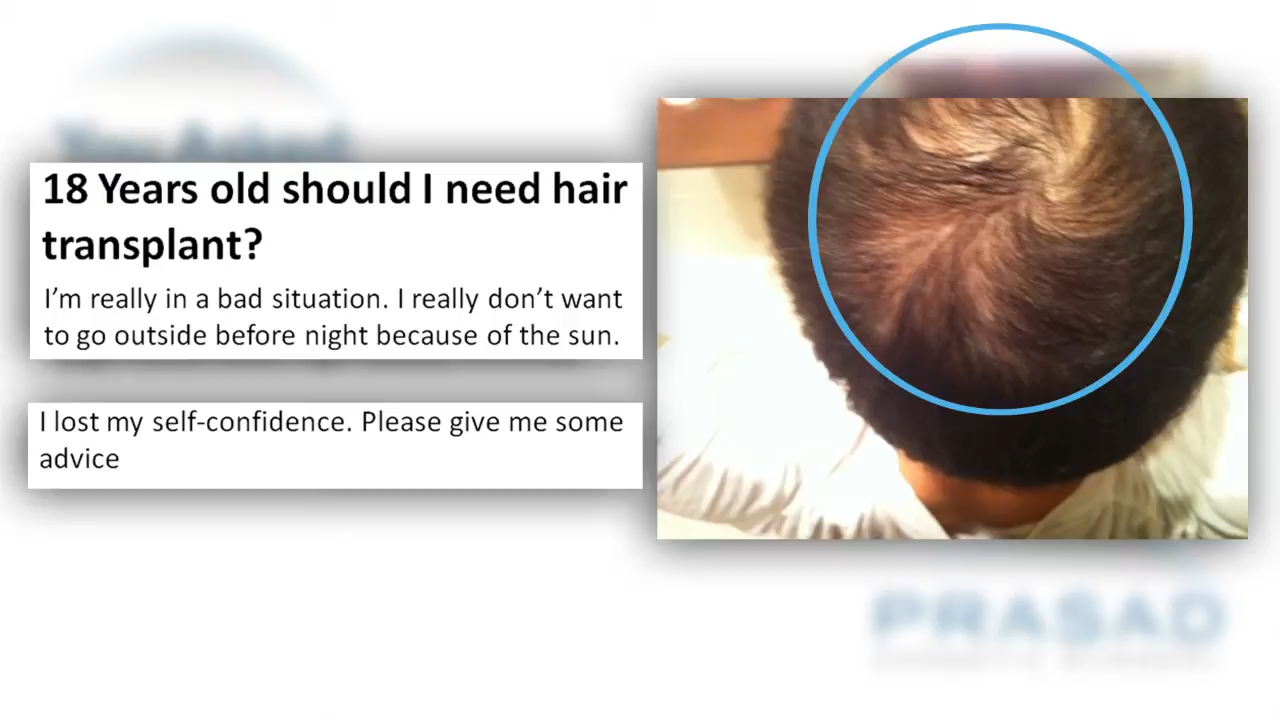 18 Years old should I need hair
transplant?
I'm really in a bad situation. I really don't want
to go outside before night because of the sun.
I lost my self-confidence. Please give me some
advice
PRASAD